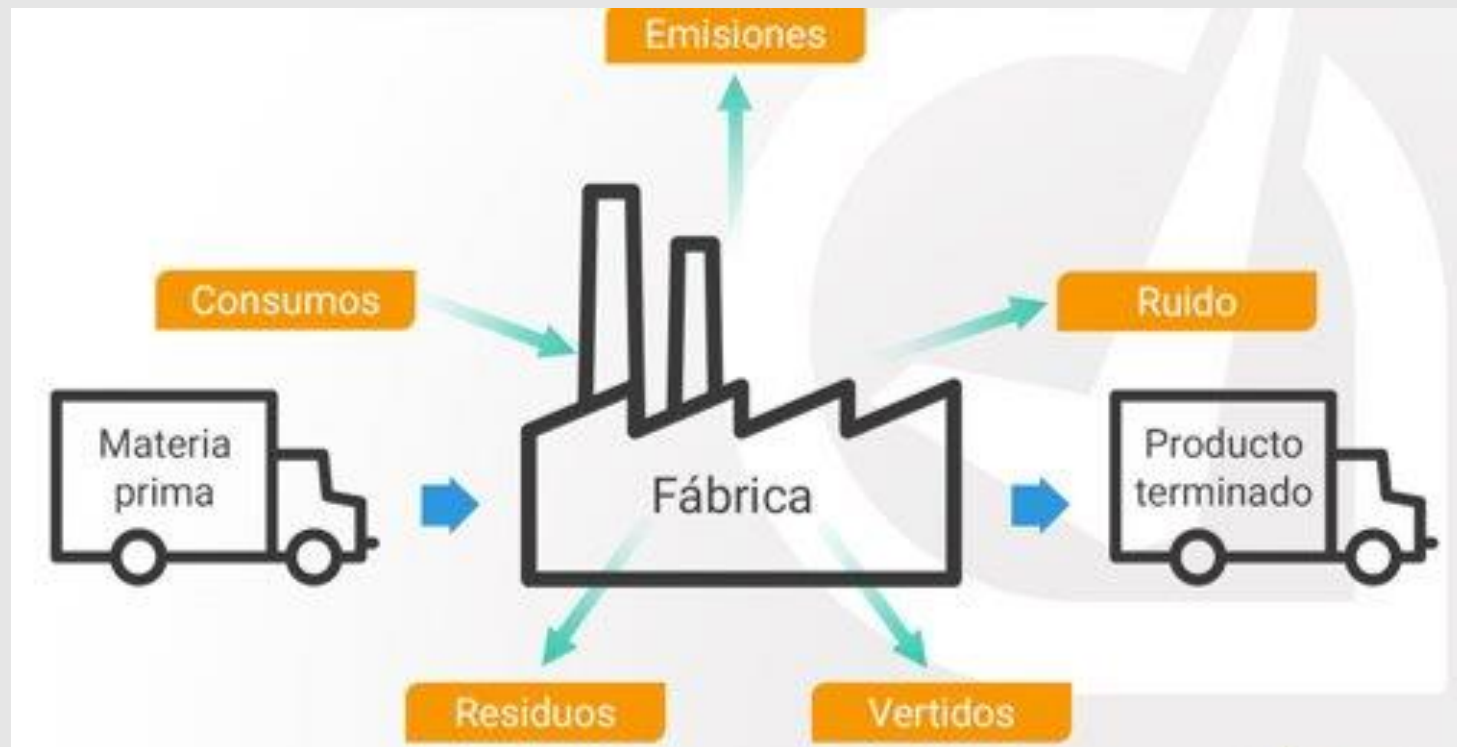 Emisiones
Consumos
Ruido
Materia
prima
Fábrica
Producto
terminado
Residuos
Vertidos